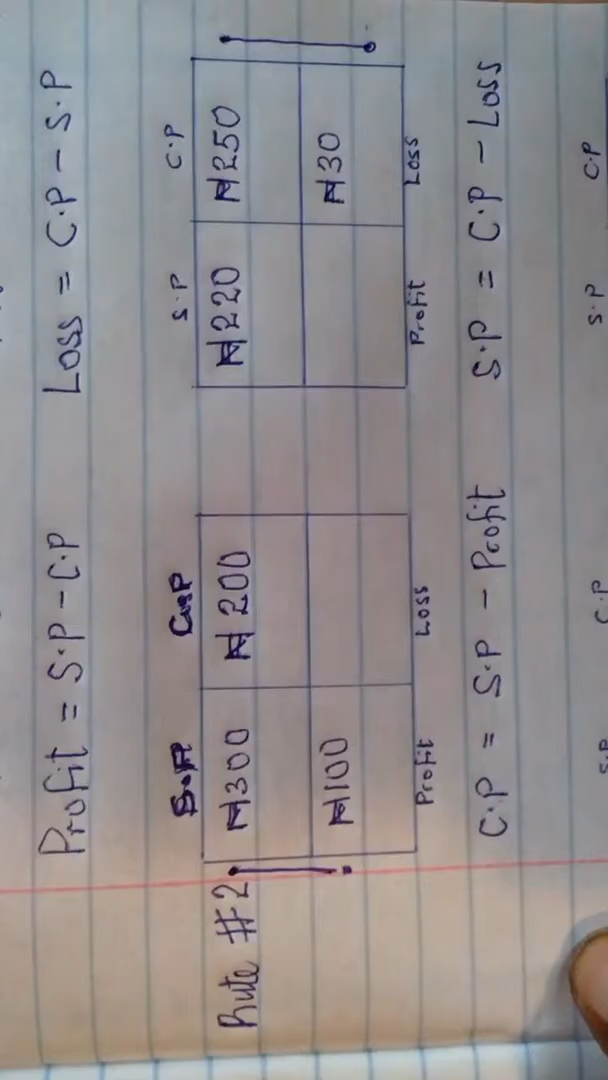 Profit = S.P - C.P Loss = C.P - S.P
S.P C.P S.P C.P
Rule #2 ₦300 ₦200 ₦220 ₦250
₦100 ₦30
Profit Loss Profit Loss
C.P = S.P - Profit S.P = C.P - Loss
S.P C.P S.P C.P